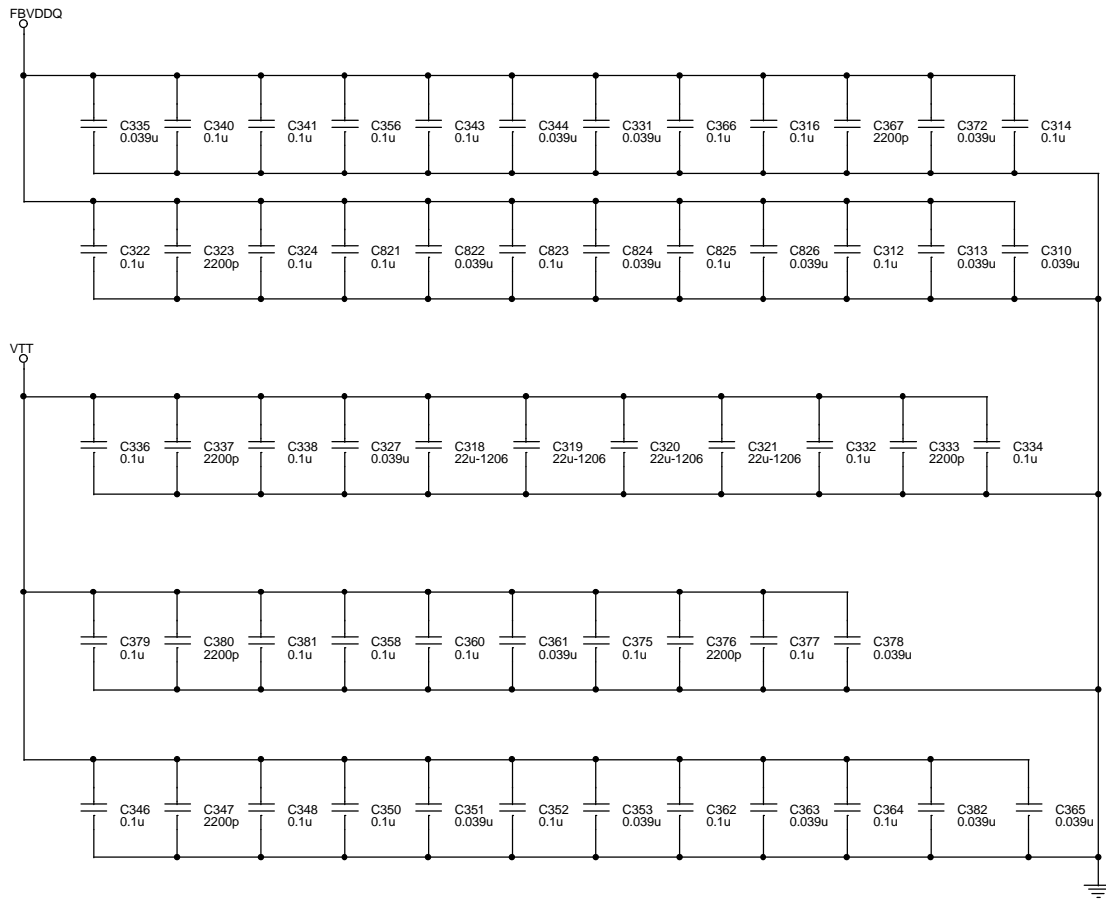 FBVDDQ
C335 C340 C341 C356 C343 C344 C331 C366 C316 C367 C372 C314
0.039u 0.1u 0.1u 0.1u 0.1u 0.039u 0.039u 0.1u 0.1u 2200p 0.039u 0.1u
C322 C323 C324 C821 C822 C823 C824 C825 C826 C312 C313 C310
0.1u 2200p 0.1u 0.1u 0.039u 0.1u 0.039u 0.1u 0.039u 0.1u 0.039u 0.039u
VTT
C336 C337 C338 C327 C318 C319 C320 C321 C332 C333 C334
0.1u 2200p 0.1u 0.039u 22u-1206 22u-1206 22u-1206 22u-1206 0.1u 2200p 0.1u
C379 C380 C381 C358 C360 C361 C375 C376 C377 C378
0.1u 2200p 0.1u 0.1u 0.1u 0.039u 0.1u 2200p 0.1u 0.039u
C346 C347 C348 C350 C351 C352 C353 C362 C363 C364 C382 C365
0.1u 2200p 0.1u 0.1u 0.039u 0.1u 0.039u 0.1u 0.039u 0.1u 0.039u 0.039u